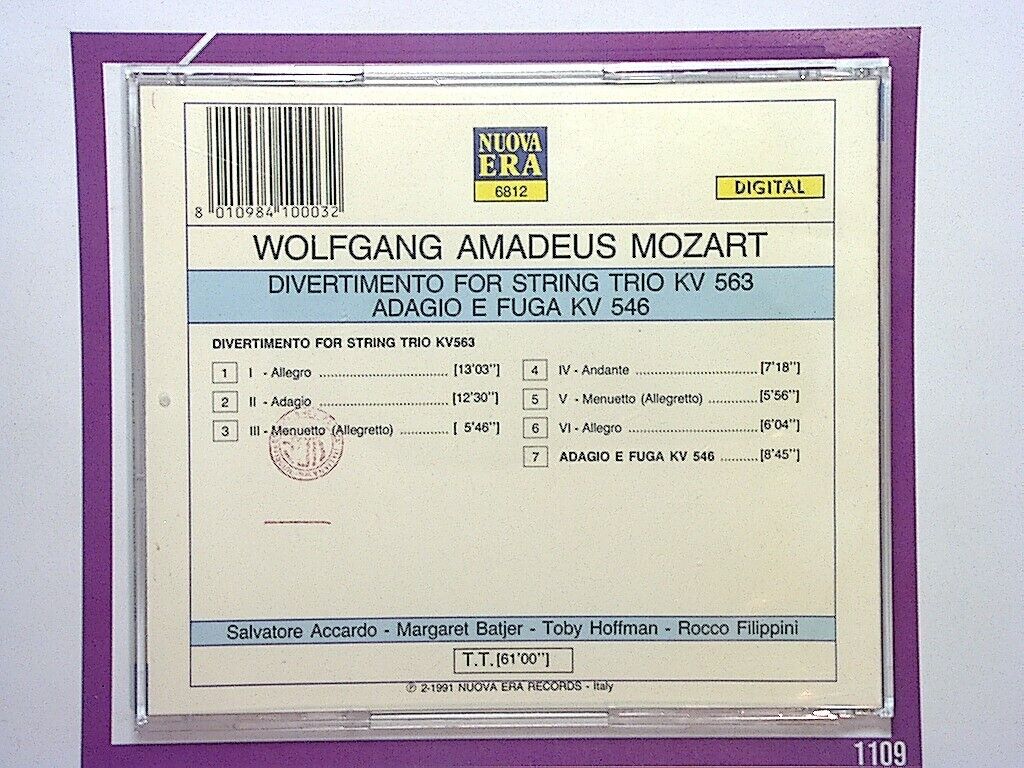 8 010984 100032
NUOVA
ERA
6812
DIGITAL
WOLFGANG AMADEUS MOZART
DIVERTIMENTO FOR STRING TRIO KV 563
ADAGIO E FUGA KV 546
DIVERTIMENTO FOR STRING TRIO KV563
1 I - Allegro .............................. [13'03"]
2 II - Adagio .............................. [12'30"]
3 III - Menuetto (Allegretto) ........... [ 5'46"]
4 IV - Andante ............................ [7'18"]
5 V - Menuetto (Allegretto) ............ [5'56"]
6 VI - Allegro .............................. [6'04"]
7 ADAGIO E FUGA KV 546 ......... [8'45"]
Salvatore Accardo - Margaret Batjer - Toby Hoffman - Rocco Filippini
T.T. [61'00"]
℗ 2-1991 NUOVA ERA RECORDS - Italy
1109